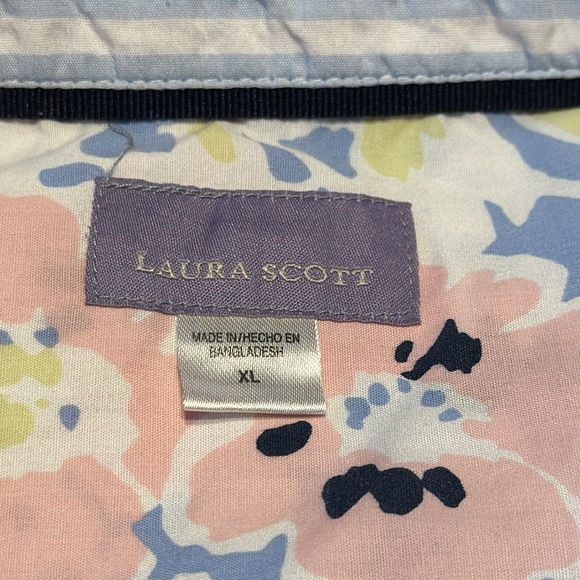 LAURA SCOTT
MADE IN/HECHO EN
BANGLADESH
XL